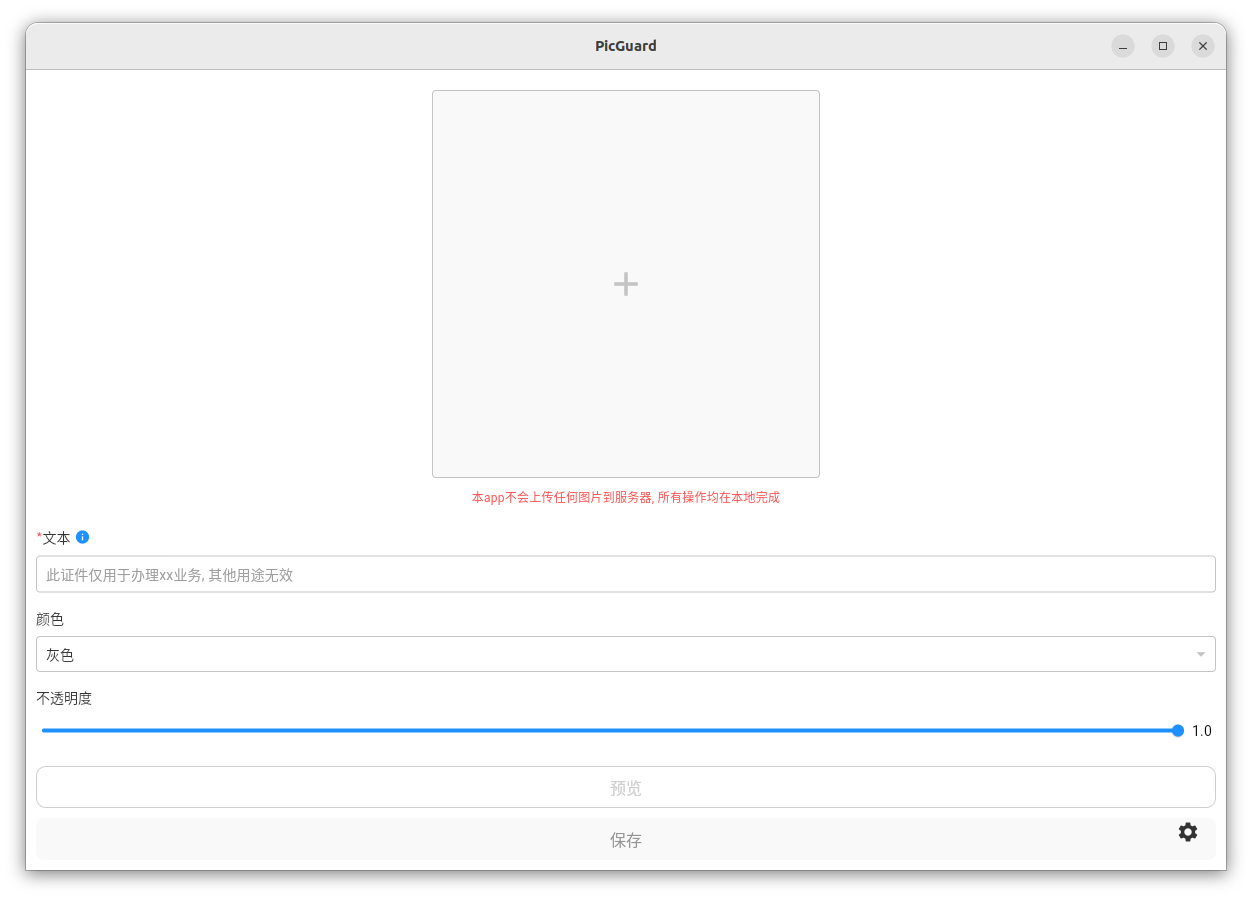 PicGuard
本app不会上传任何图片到服务器, 所有操作均在本地完成
*文本
此证件仅用于办理xx业务, 其他用途无效
颜色
灰色
不透明度
1.0
预览
保存